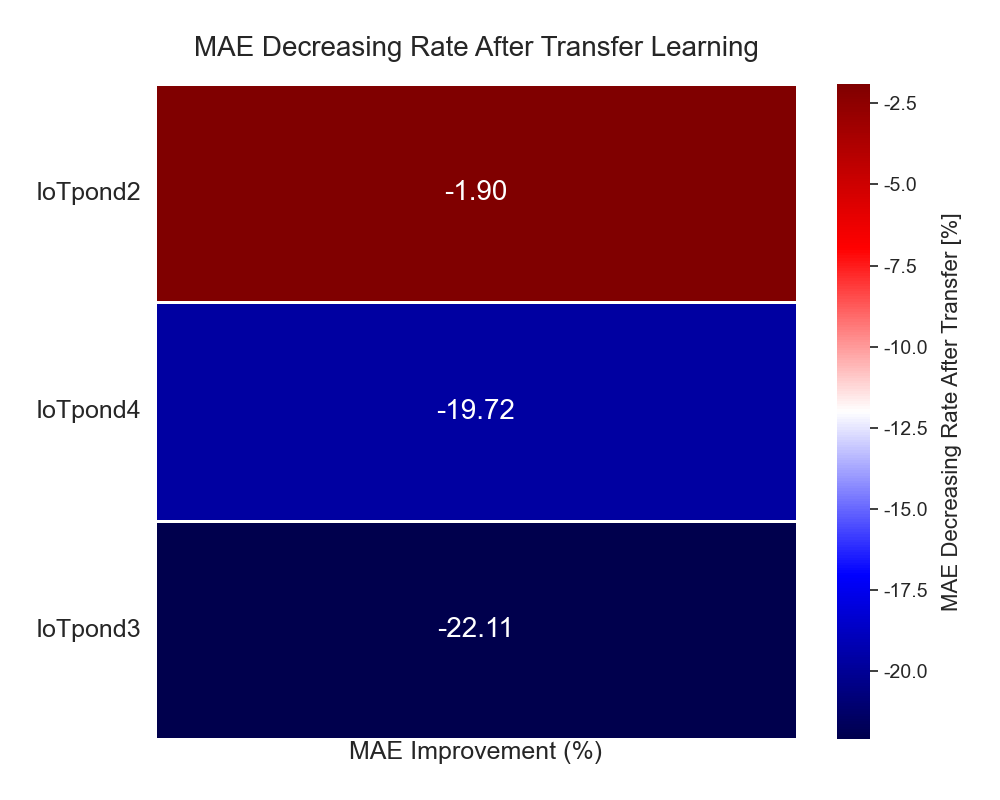 MAE Decreasing Rate After Transfer Learning
IoTpond2
-1.90
IoTpond4
-19.72
IoTpond3
-22.11
MAE Improvement (%)
-2.5
-5.0
-7.5
-10.0
-12.5
-15.0
-17.5
-20.0
MAE Decreasing Rate After Transfer [%]